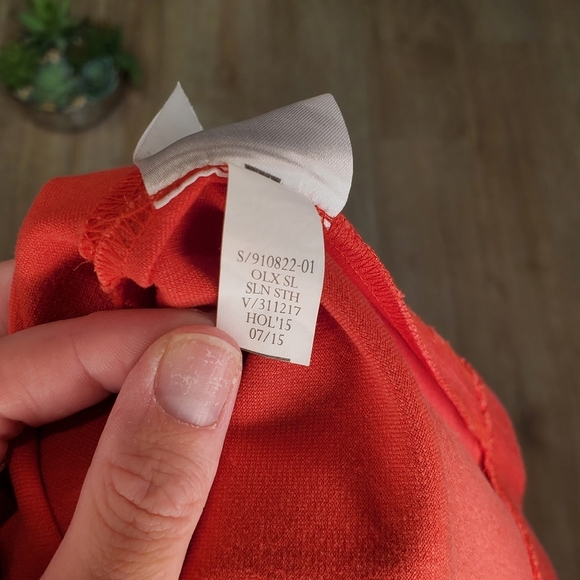 S/910822-01
OLX SL
SLN STH
V/311217
HOL'15
07/15